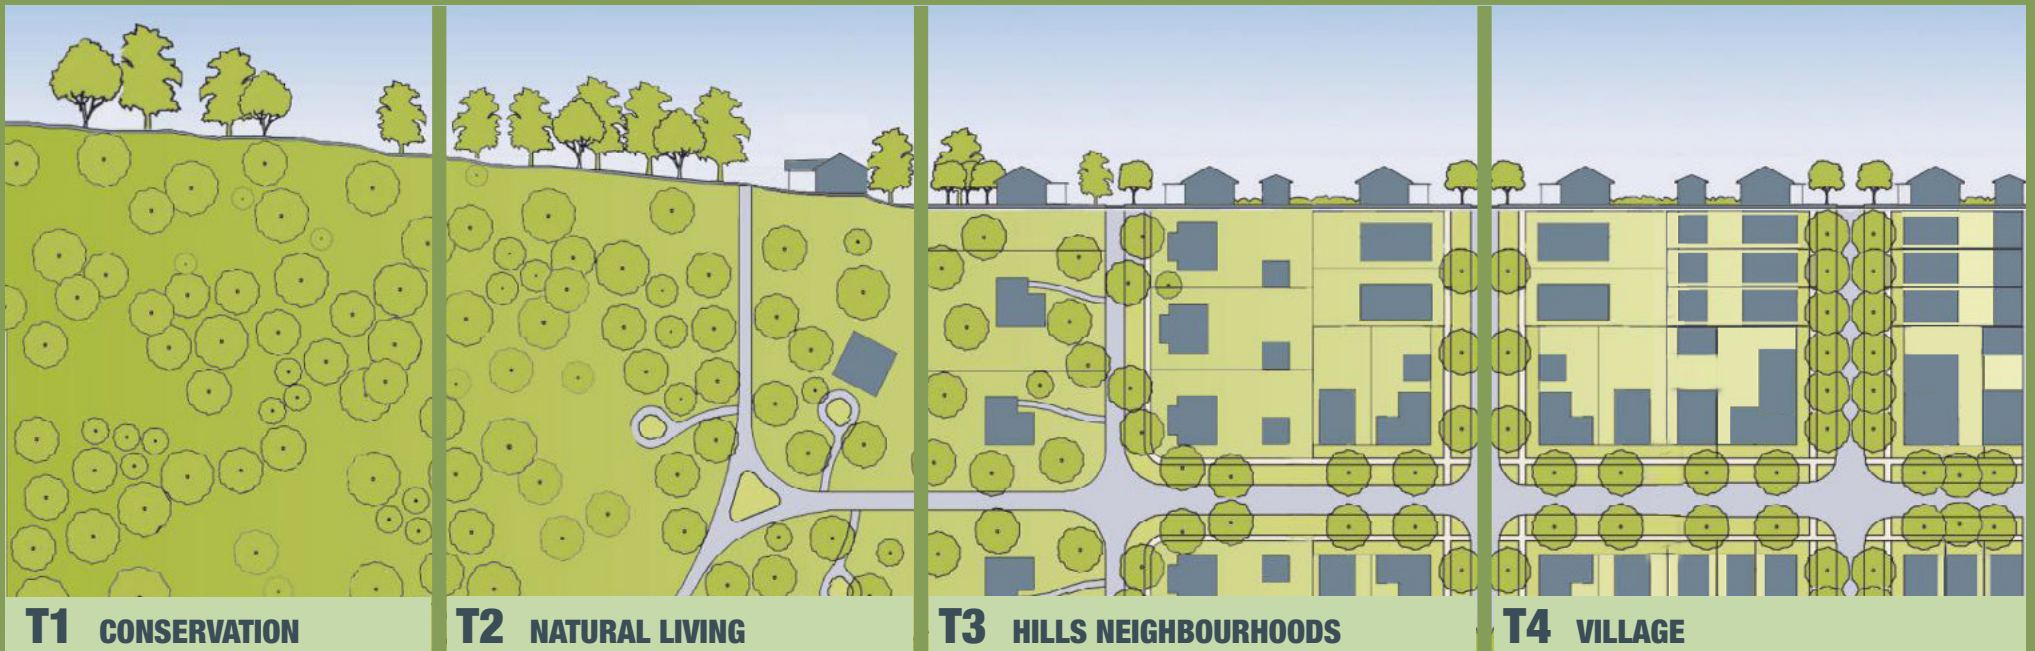 T1 CONSERVATION
T2 NATURAL LIVING
T3 HILLS NEIGHBOURHOODS
T4 VILLAGE